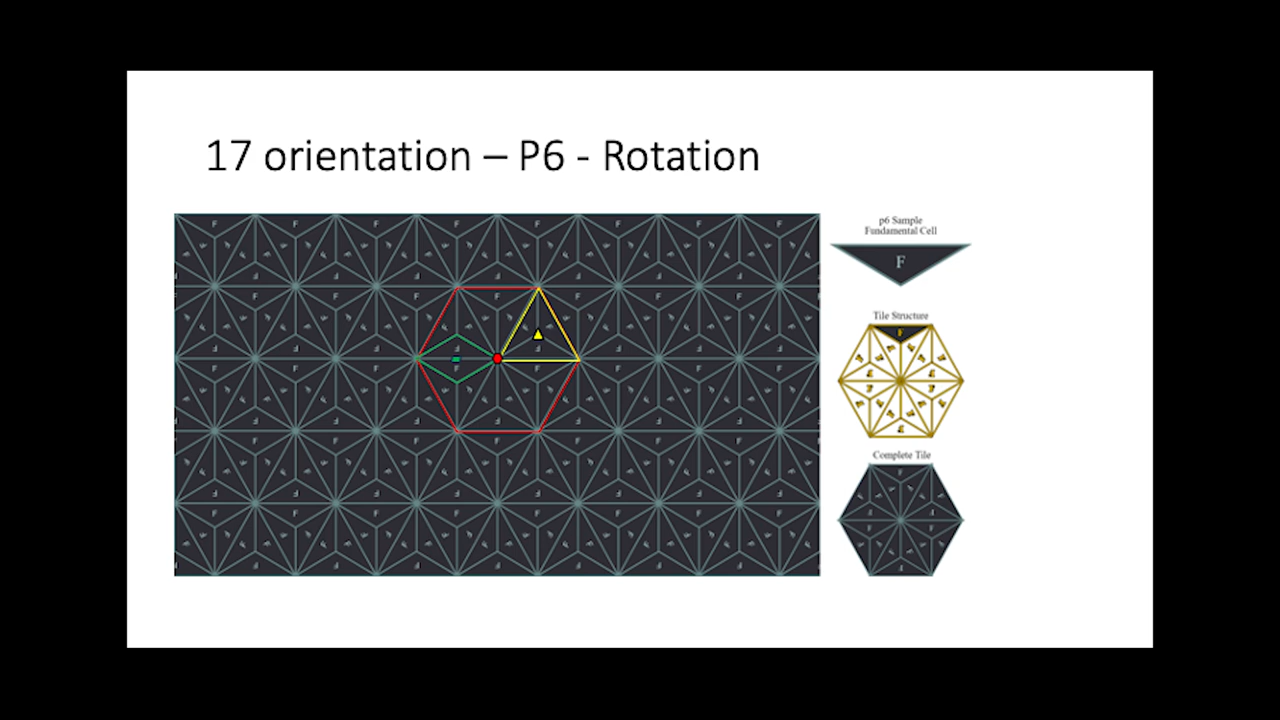 17 orientation – P6 - Rotation
p6 Sample
Fundamental Cell
F
Tile Structure
F
Complete Tile